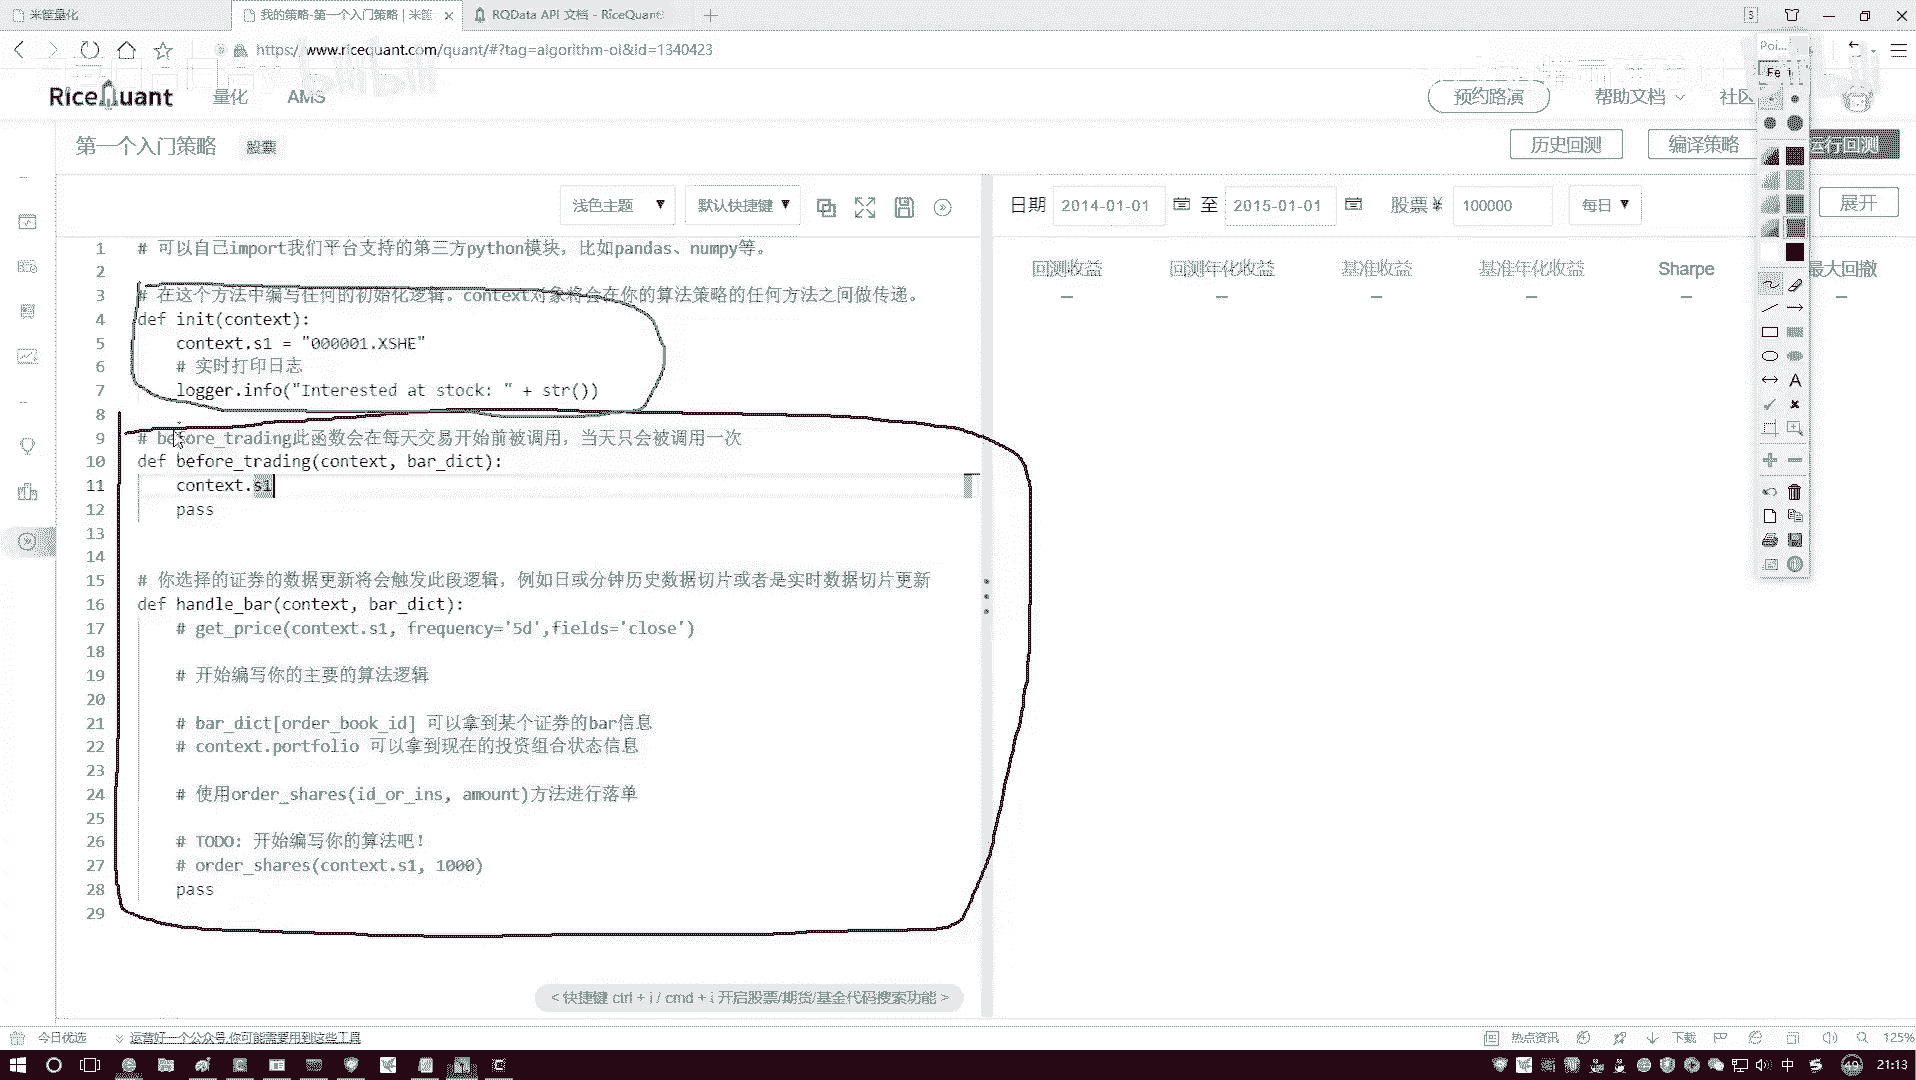 米筐量化
我的策略-第一个入门策略 | 米筐
RQData API 文档 - RiceQuant
https://www.ricequant.com/quant/#?tag=algorithm-ol&id=1340423
Poi...
Fe
RiceQuant 量化 AMS
预约路演 帮助文档 社区
第一个入门策略 股票
历史回测 编译策略 运行回测
浅色主题 默认快捷键
日期 2014-01-01 至 2015-01-01 股票¥ 100000 每日 展开
回测收益 回测年化收益 基准收益 基准年化收益 Sharpe 最大回撤
1 # 可以自己import我们平台支持的第三方python模块，比如pandas、numpy等。
2
3 # 在这个方法中编写任何的初始化逻辑。context对象将会在你的算法策略的任何方法之间做传递。
4 def init(context):
5 context.s1 = "000001.XSHE"
6 # 实时打印日志
7 logger.info("Interested at stock: " + str())
8
9 # before_trading此函数会在每天交易开始前被调用，当天只会被调用一次
10 def before_trading(context, bar_dict):
11 context.s1
12 pass
13
14
15 # 你选择的证券的数据更新将会触发此段逻辑，例如日或分钟历史数据切片或者是实时数据切片更新
16 def handle_bar(context, bar_dict):
17 # get_price(context.s1, frequency='5d',fields='close')
18
19 # 开始编写你的主要的算法逻辑
20
21 # bar_dict[order_book_id] 可以拿到某个证券的bar信息
22 # context.portfolio 可以拿到现在的投资组合状态信息
23
24 # 使用order_shares(id_or_ins, amount)方法进行落单
25
26 # TODO: 开始编写你的算法吧！
27 # order_shares(context.s1, 1000)
28 pass
29
< 快捷键 ctrl + i / cmd + i 开启股票/期货/基金代码搜索功能 >
今日优选 运营好一个公众号,你可能需要用到这些工具
热点资讯 下载 125%
中 49 21:13